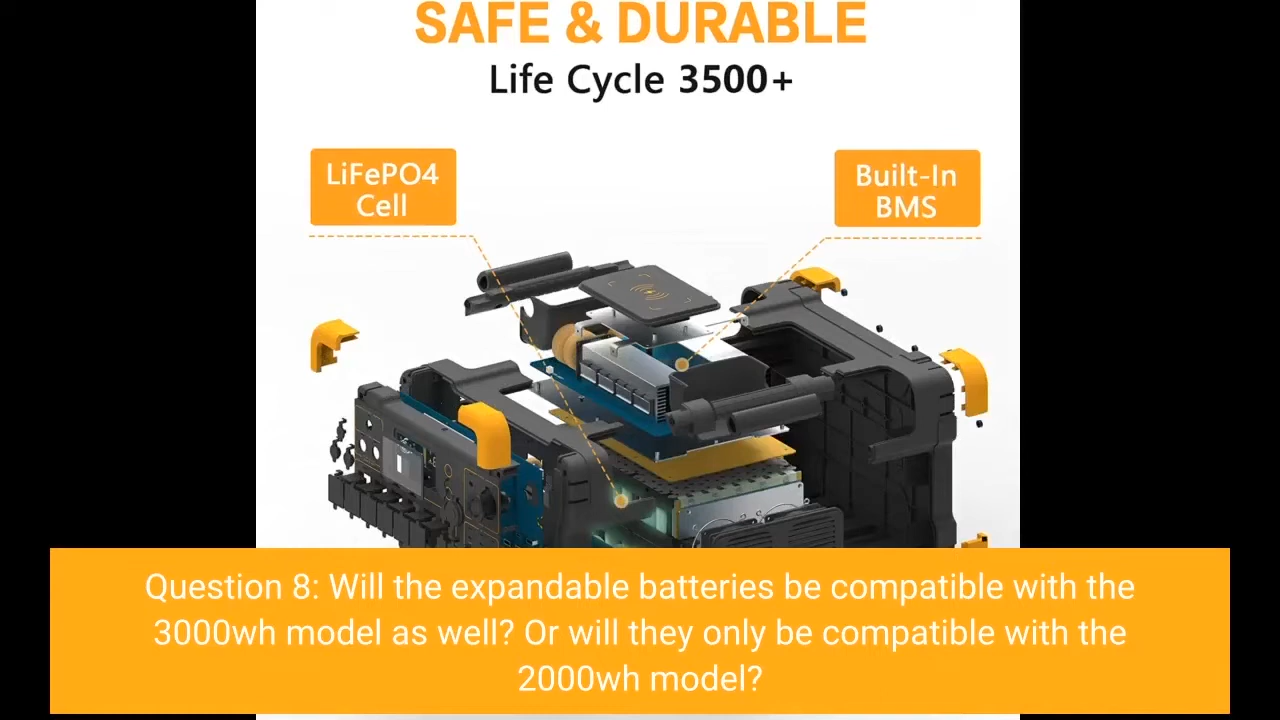 SAFE & DURABLE
Life Cycle 3500+
LiFePO4
Cell
Built-In
BMS
Question 8: Will the expandable batteries be compatible with the
3000wh model as well? Or will they only be compatible with the
2000wh model?